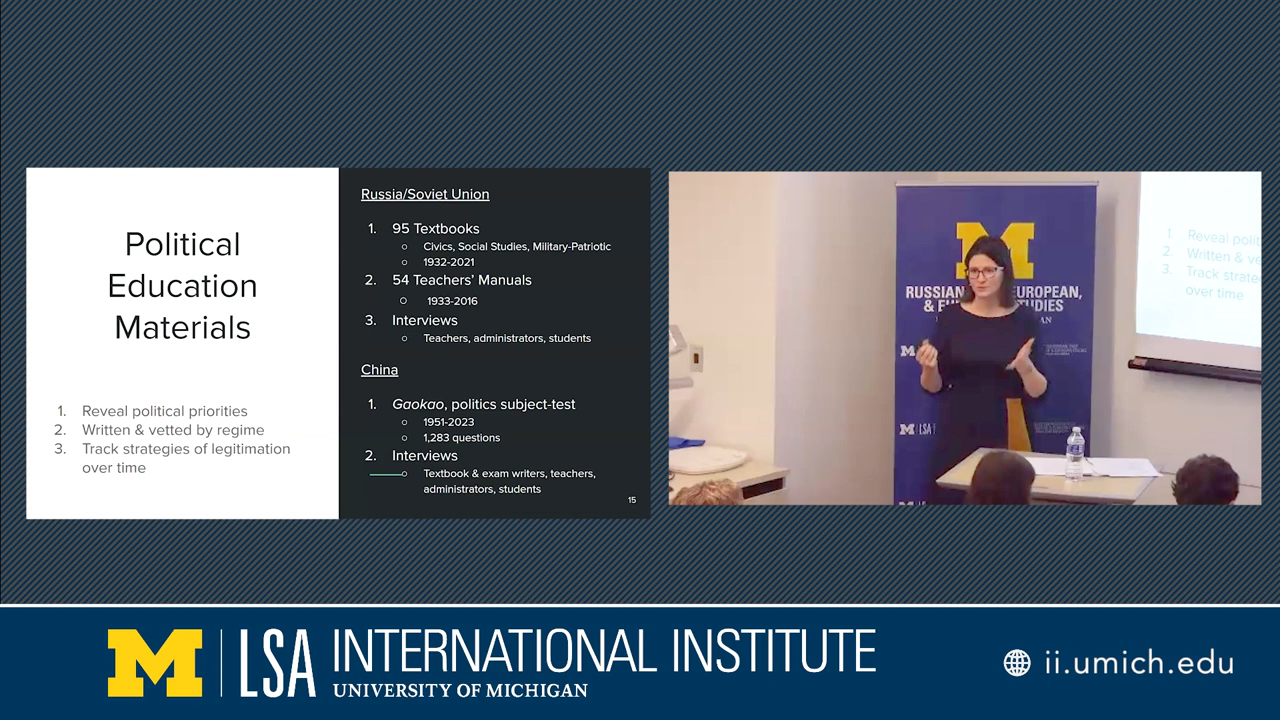 Political
Education
Materials
1. Reveal political priorities
2. Written & vetted by regime
3. Track strategies of legitimation
over time
Russia/Soviet Union
1. 95 Textbooks
○ Civics, Social Studies, Military-Patriotic
○ 1932-2021
2. 54 Teachers' Manuals
○ 1933-2016
3. Interviews
○ Teachers, administrators, students
China
1. Gaokao, politics subject-test
○ 1951-2023
○ 1,283 questions
2. Interviews
○ Textbook & exam writers, teachers,
administrators, students
15
M
RUSSIAN EUROPEAN,
& EU STUDIES
M LSA
1. Reveal polit
2. Written & ve
3. Track strate
over time
M LSA INTERNATIONAL INSTITUTE
UNIVERSITY OF MICHIGAN
ii.umich.edu